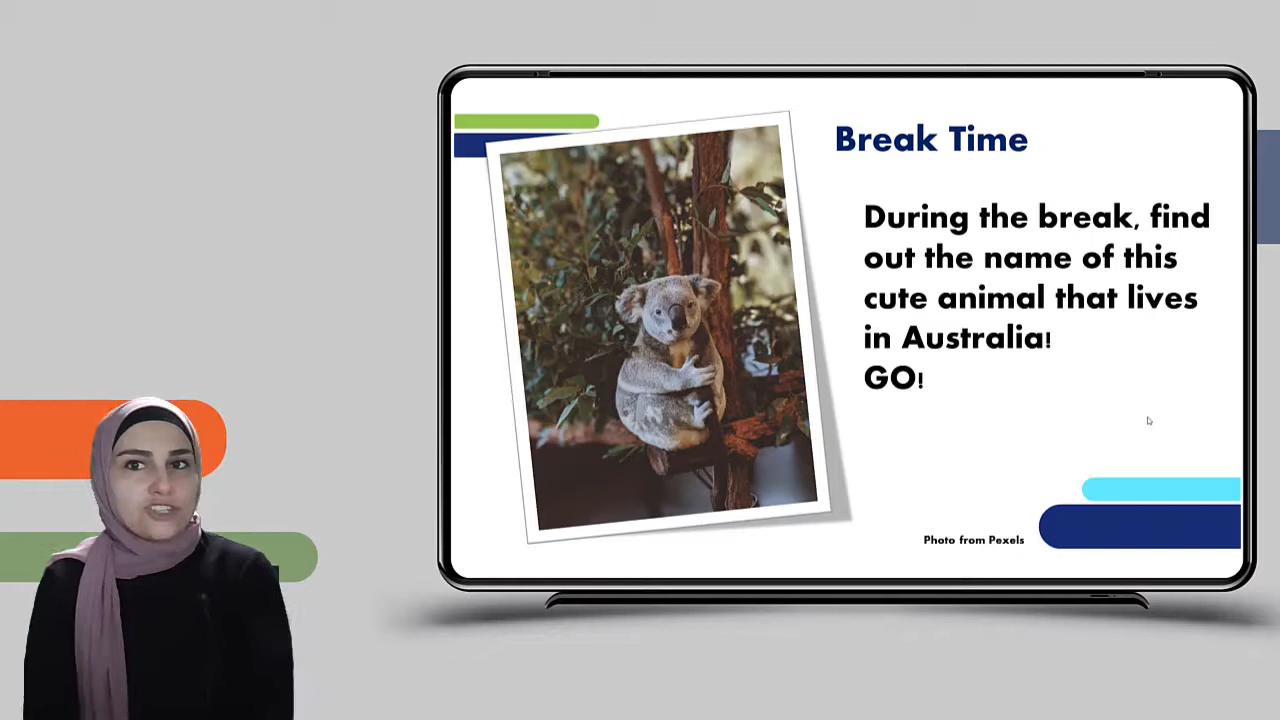 Break Time
During the break, find
out the name of this
cute animal that lives
in Australia!
GO!
Photo from Pexels